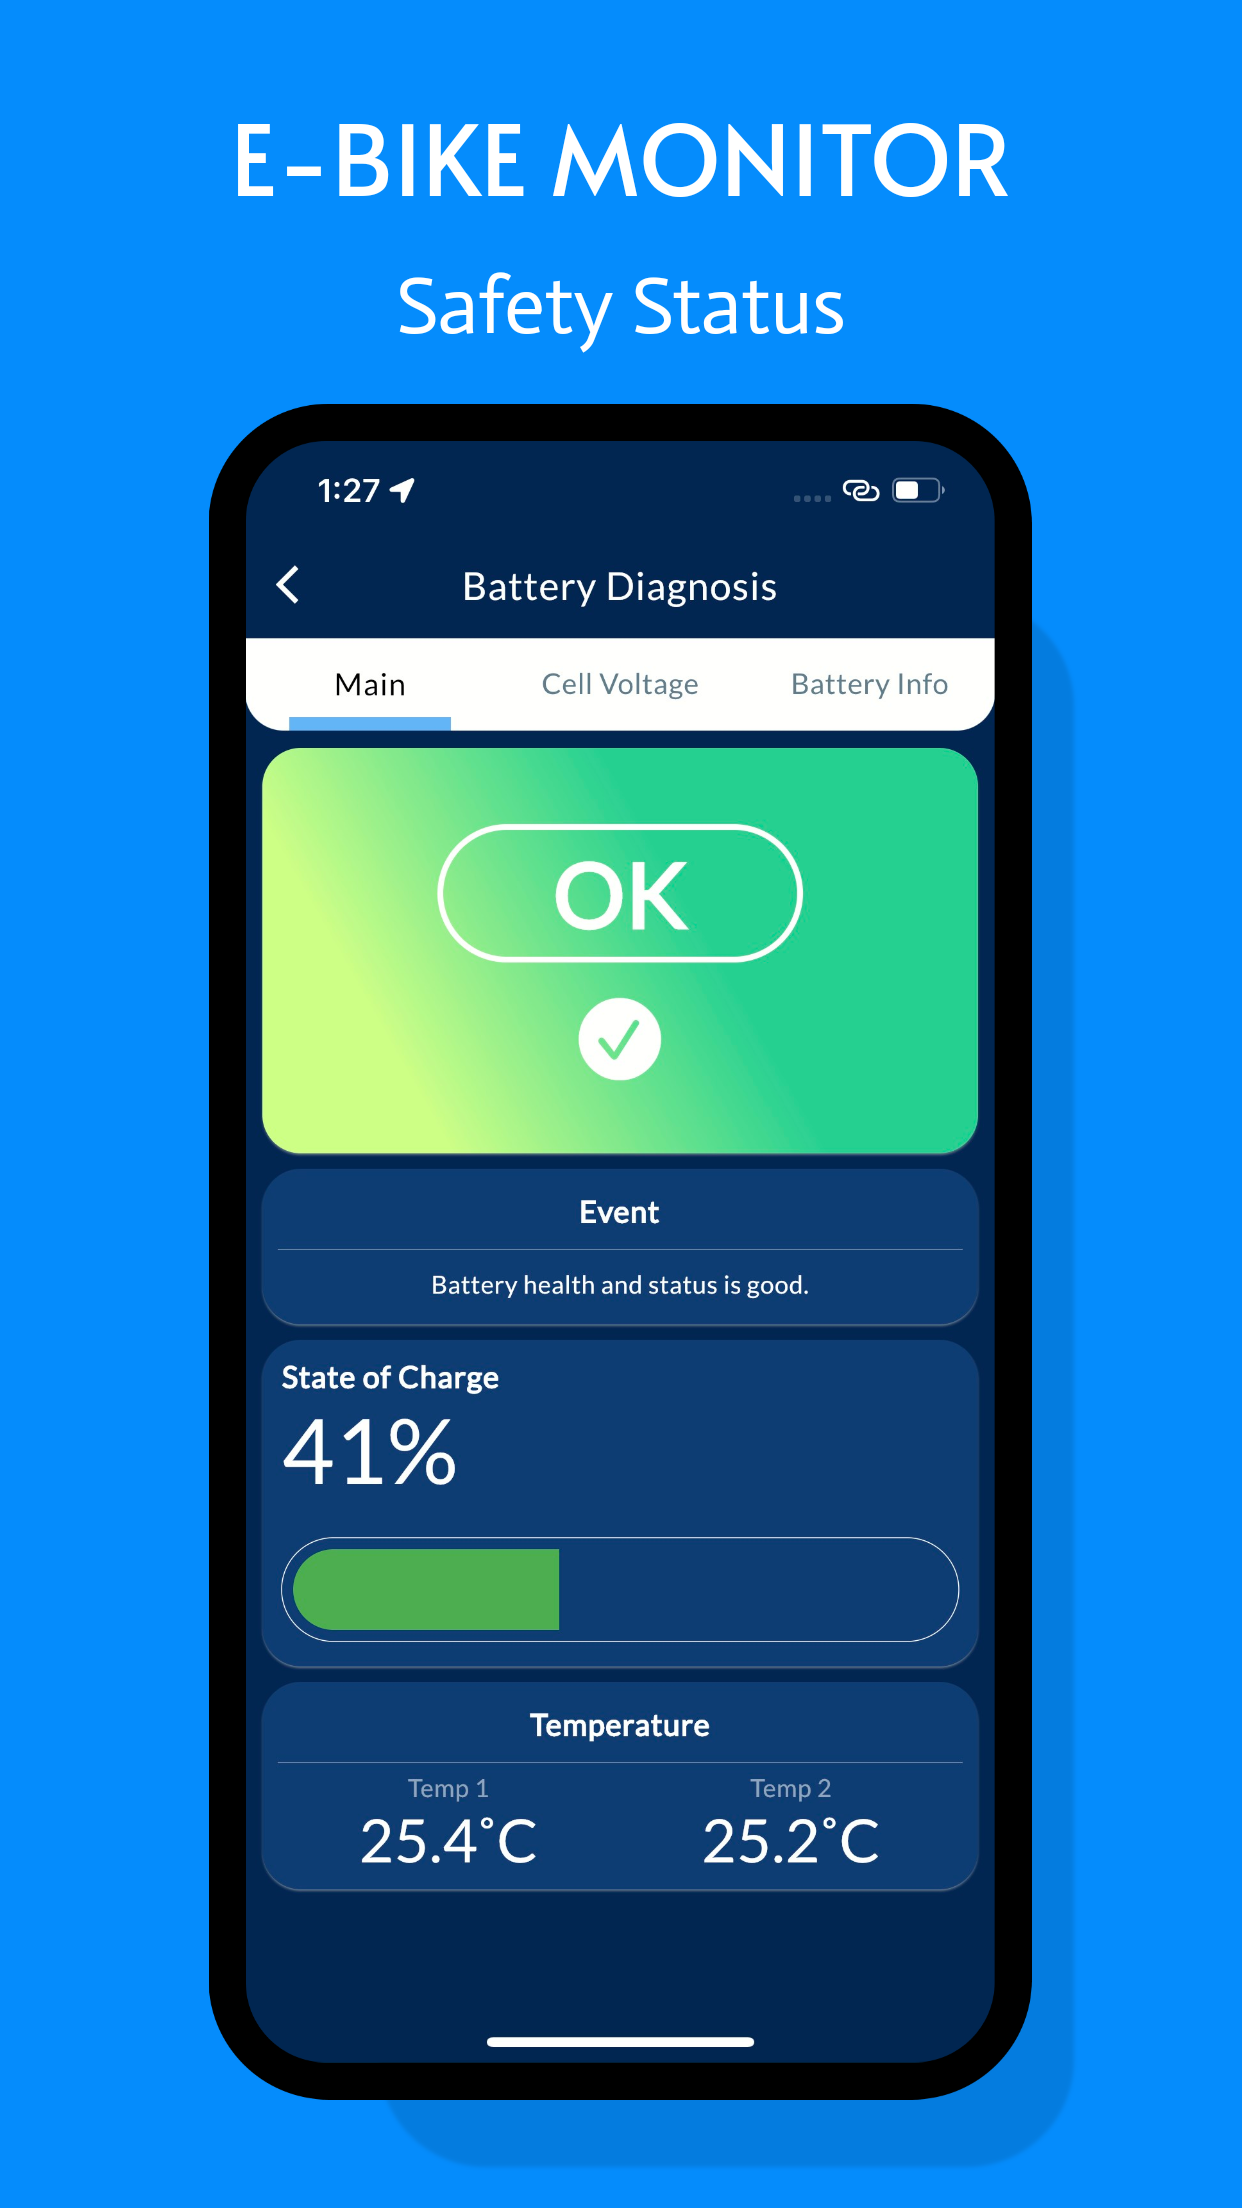 E-BIKE MONITOR
Safety Status
1:27
Battery Diagnosis
Main Cell Voltage Battery Info
OK
Event
Battery health and status is good.
State of Charge
41%
Temperature
Temp 1 Temp 2
25.4°C 25.2°C